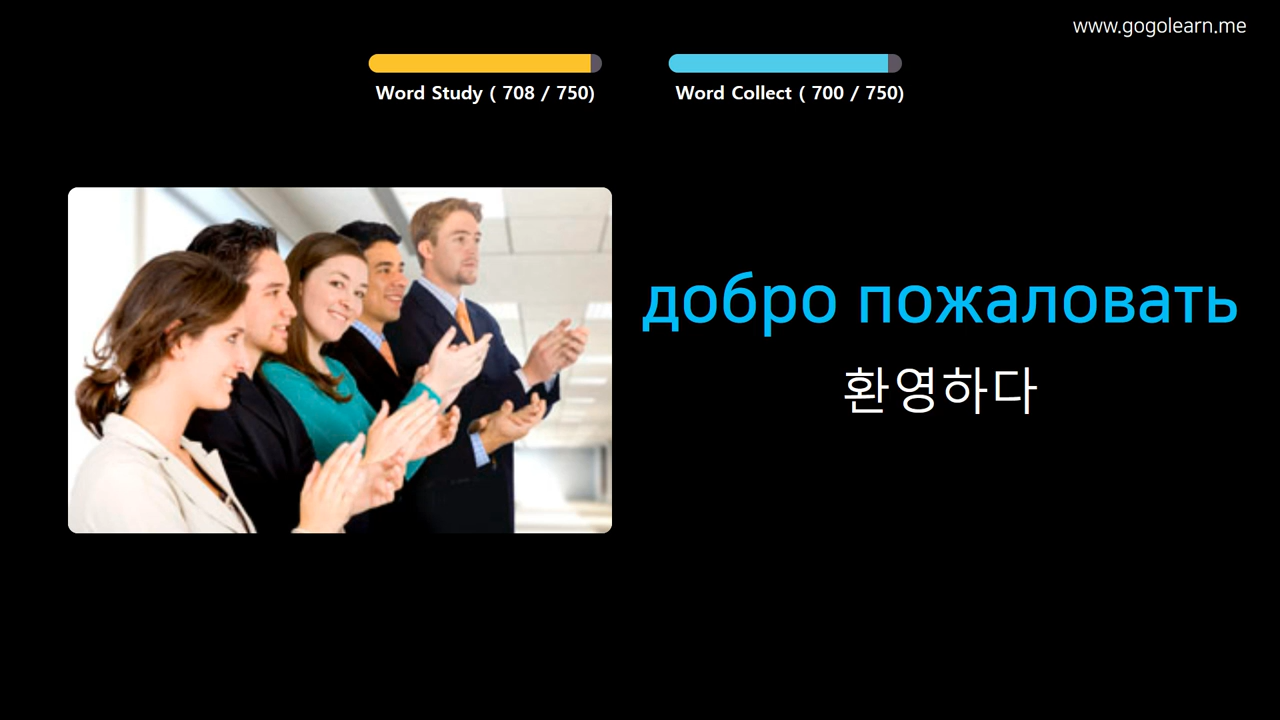 www.gogolearn.me
Word Study ( 708 / 750)
Word Collect ( 700 / 750)
добро пожаловать
환영하다